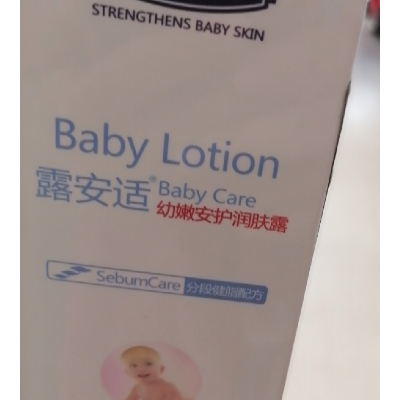 STRENGTHENS BABY SKIN
Baby Lotion
露安适® Baby Care
幼嫩安护润肤露
SebumCare 分段健脂配方